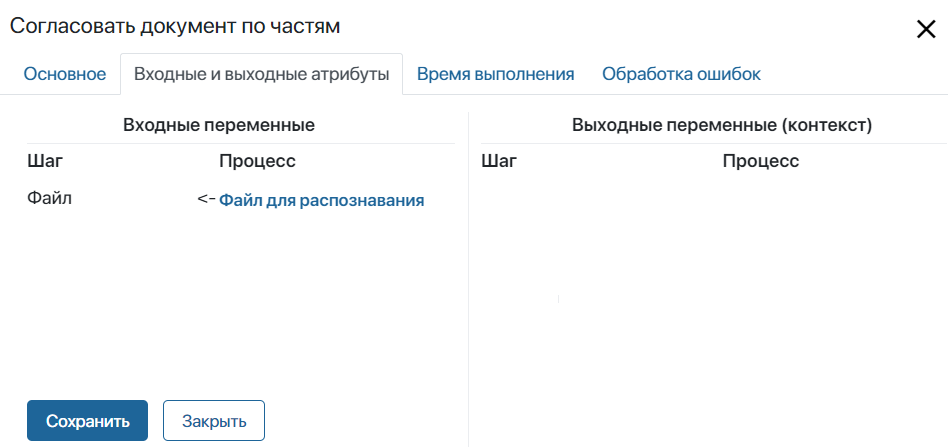 Согласовать документ по частям
Основное Входные и выходные атрибуты Время выполнения Обработка ошибок
Входные переменные
Шаг Процесс
Файл <- Файл для распознавания
Выходные переменные (контекст)
Шаг Процесс
Сохранить Закрыть